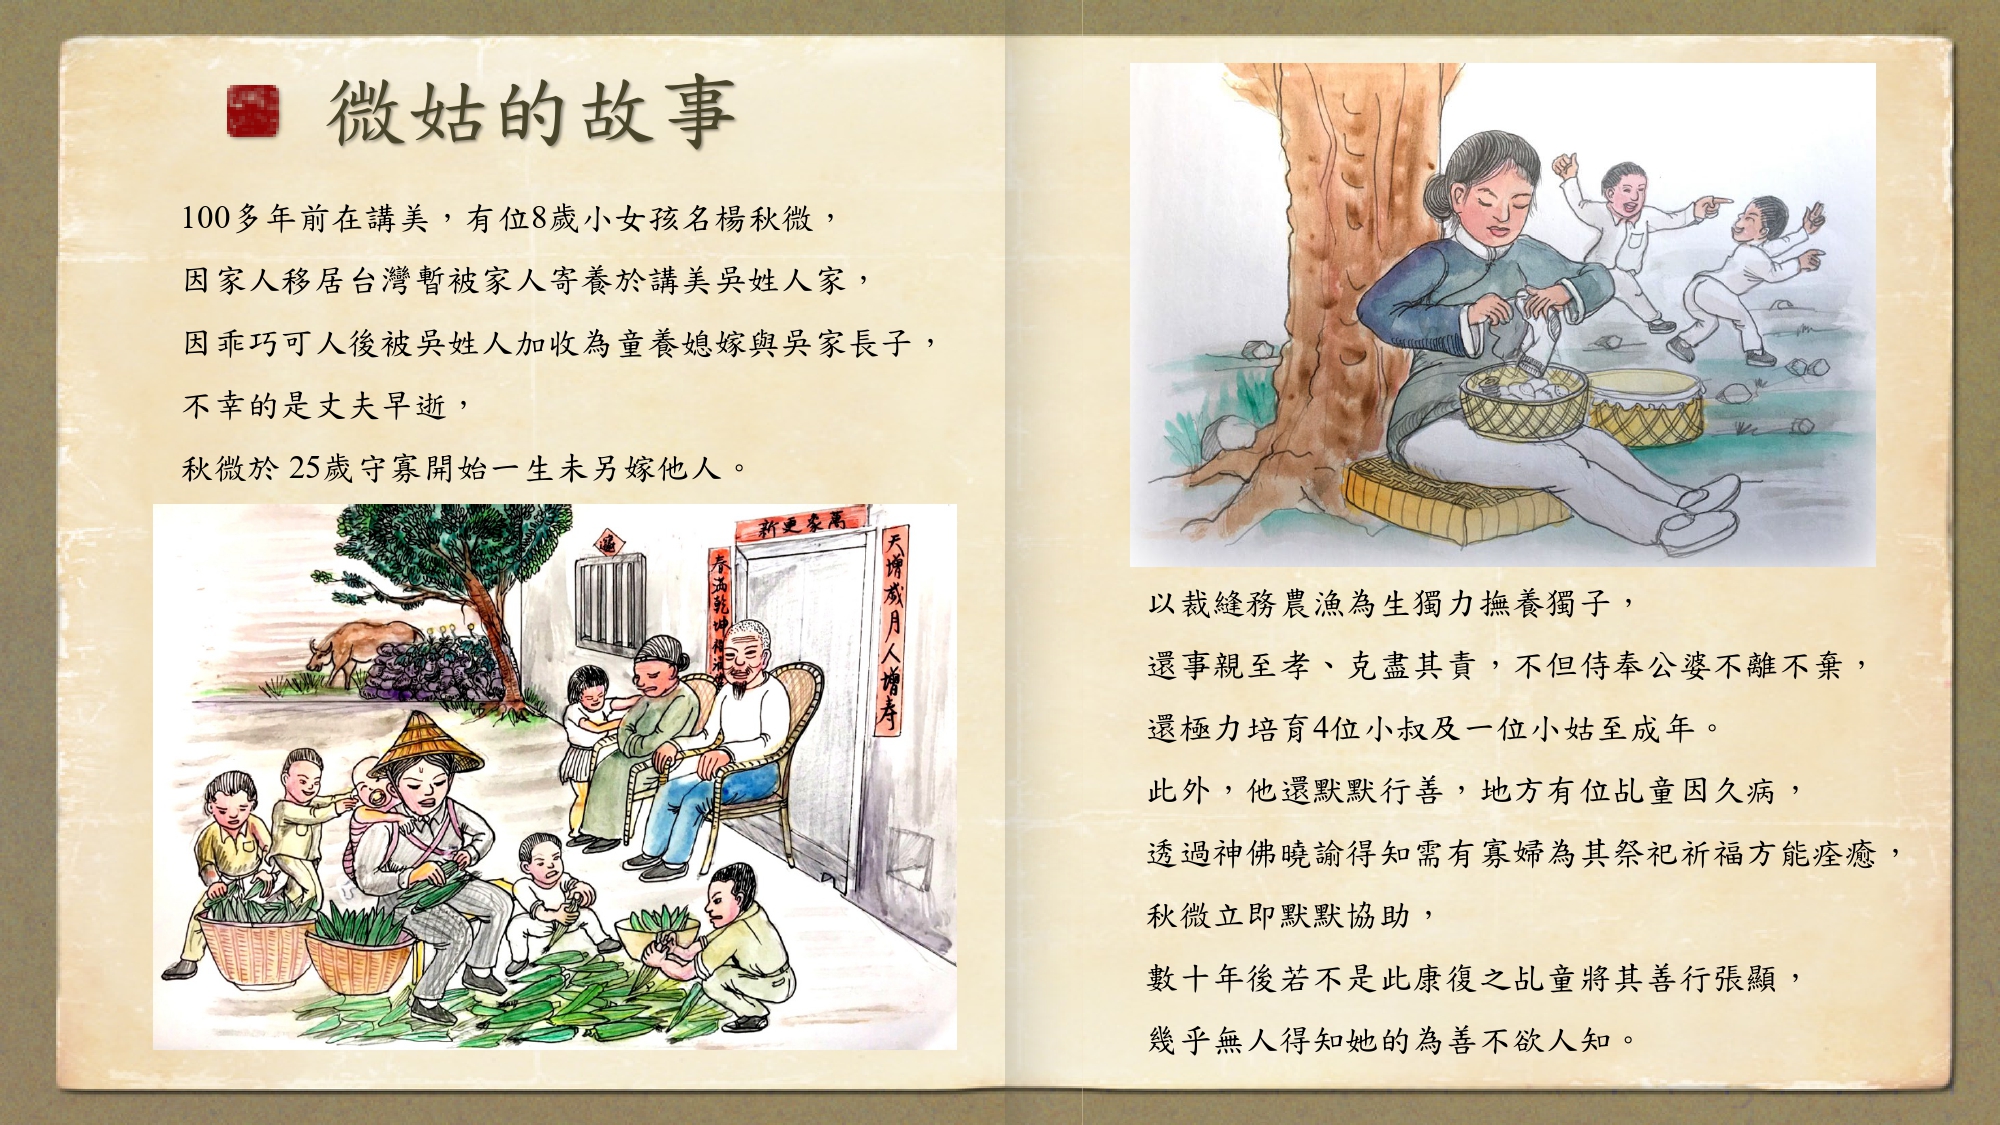 微姑的故事
100多年前在講美，有位8歲小女孩名楊秋微，
因家人移居台灣暫被家人寄養於講美吳姓人家，
因乖巧可人後被吳姓人加收為童養媳嫁與吳家長子，
不幸的是丈夫早逝，
秋微於 25歲守寡開始一生未另嫁他人。
新更家萬
春滿乾坤
天增歲月人增寿
以裁縫務農漁為生獨力撫養獨子，
還事親至孝、克盡其責，不但侍奉公婆不離不棄，
還極力培育4位小叔及一位小姑至成年。
此外，他還默默行善，地方有位乩童因久病，
透過神佛曉諭得知需有寡婦為其祭祀祈福方能痊癒，
秋微立即默默協助，
數十年後若不是此康復之乩童將其善行張顯，
幾乎無人得知她的為善不欲人知。